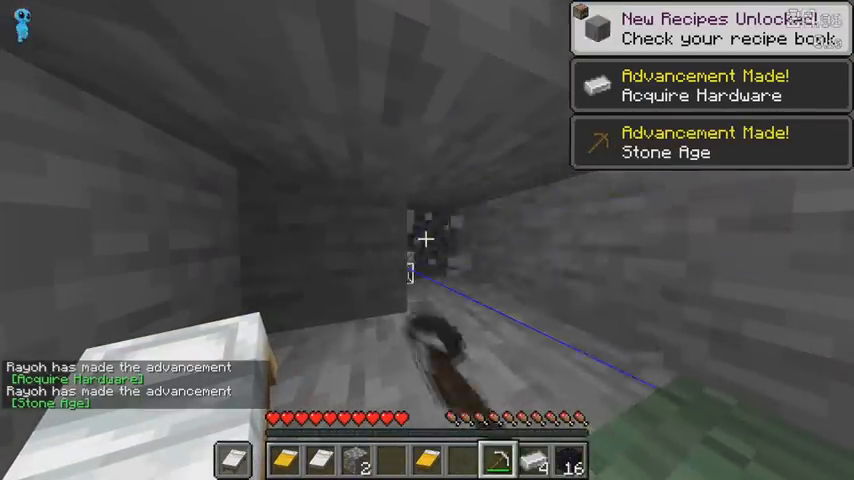 New Recipes Unlocked!
Check your recipe book
Advancement Made!
Acquire Hardware
Advancement Made!
Stone Age
Rayoh has made the advancement
[Acquire Hardware]
Rayoh has made the advancement
[Stone Age]
2
4
16